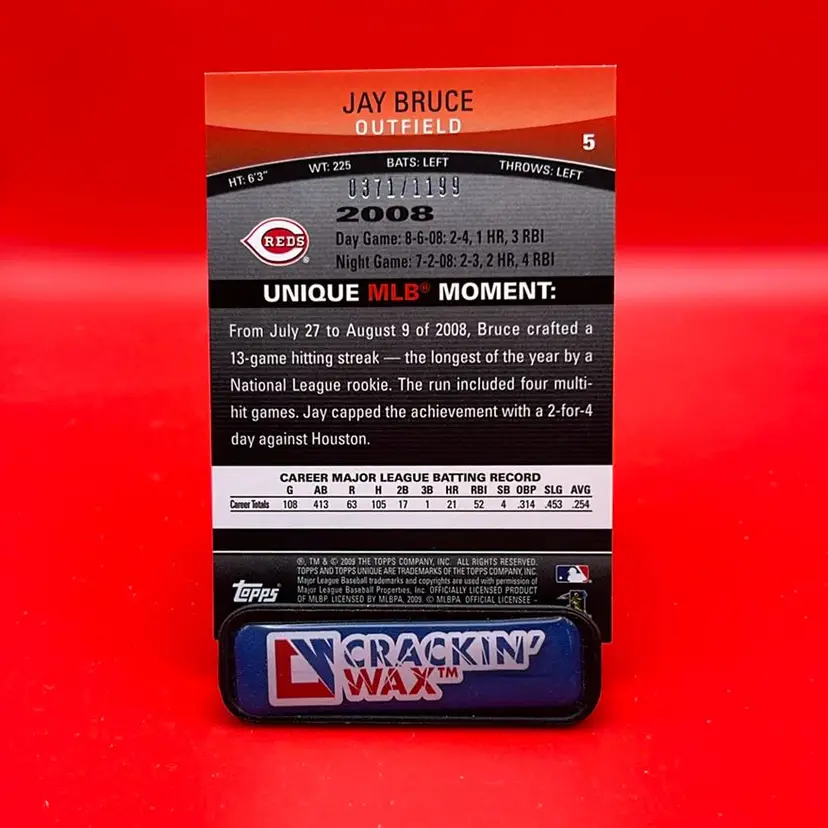 JAY BRUCE
OUTFIELD
5
HT: 6'3" WT: 225 BATS: LEFT THROWS: LEFT
0371/1199
2008
REDS
Day Game: 8-6-08: 2-4, 1 HR, 3 RBI
Night Game: 7-2-08: 2-3, 2 HR, 4 RBI
UNIQUE MLB® MOMENT:
From July 27 to August 9 of 2008, Bruce crafted a
13-game hitting streak — the longest of the year by a
National League rookie. The run included four multi-
hit games. Jay capped the achievement with a 2-for-4
day against Houston.
CAREER MAJOR LEAGUE BATTING RECORD
G AB R H 2B 3B HR RBI SB OBP SLG AVG
Career Totals 108 413 63 105 17 1 21 52 4 .314 .453 .254
®, TM & © 2009 THE TOPPS COMPANY, INC. ALL RIGHTS RESERVED.
TOPPS AND TOPPS UNIQUE ARE TRADEMARKS OF THE TOPPS COMPANY, INC.
Major League Baseball trademarks and copyrights are used with permission of
Major League Baseball Properties, Inc. OFFICIALLY LICENSED PRODUCT
OF MLBP. LICENSED BY MLBPA, 2009. © MLBPA. OFFICIAL LICENSEE -
Topps®
CW CRACKIN'
WAX™